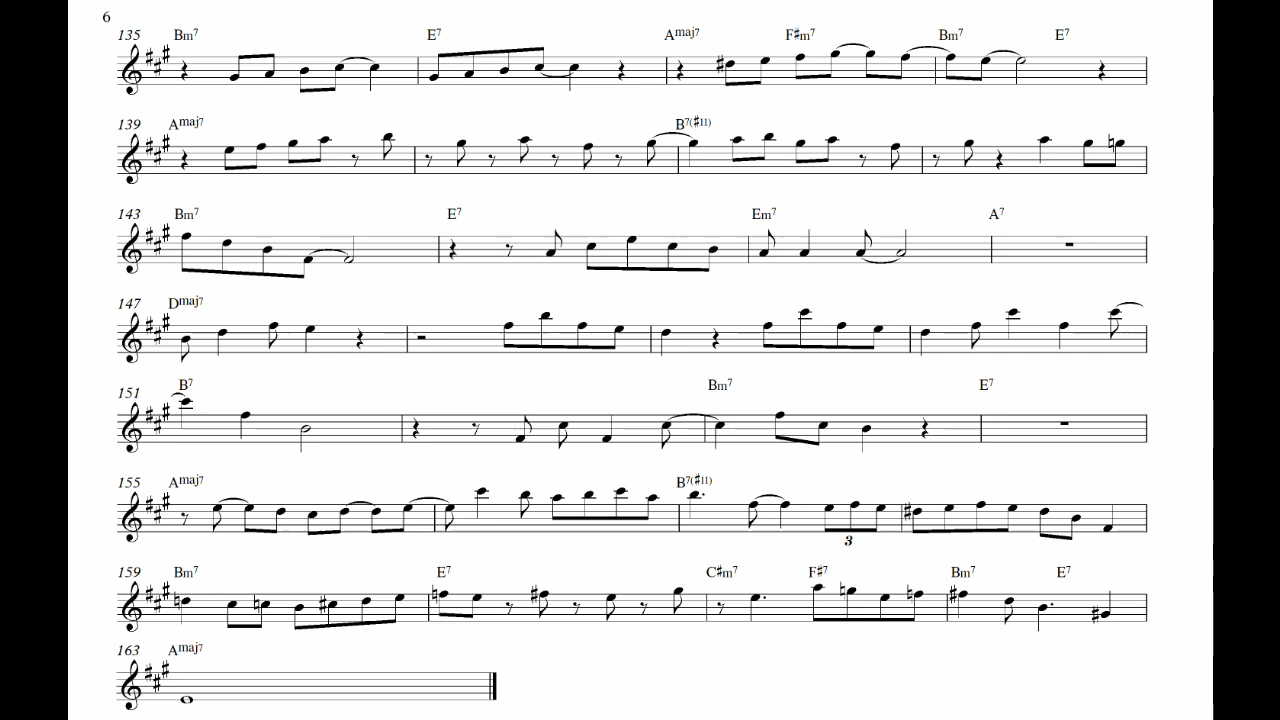 6
135 Bm7 E7 Amaj7 F♯m7 Bm7 E7
139 Amaj7 B7(♯11)
143 Bm7 E7 Em7 A7
147 Dmaj7
151 B7 Bm7 E7
155 Amaj7 B7(♯11)
3
159 Bm7 E7 C♯m7 F♯7 Bm7 E7
163 Amaj7